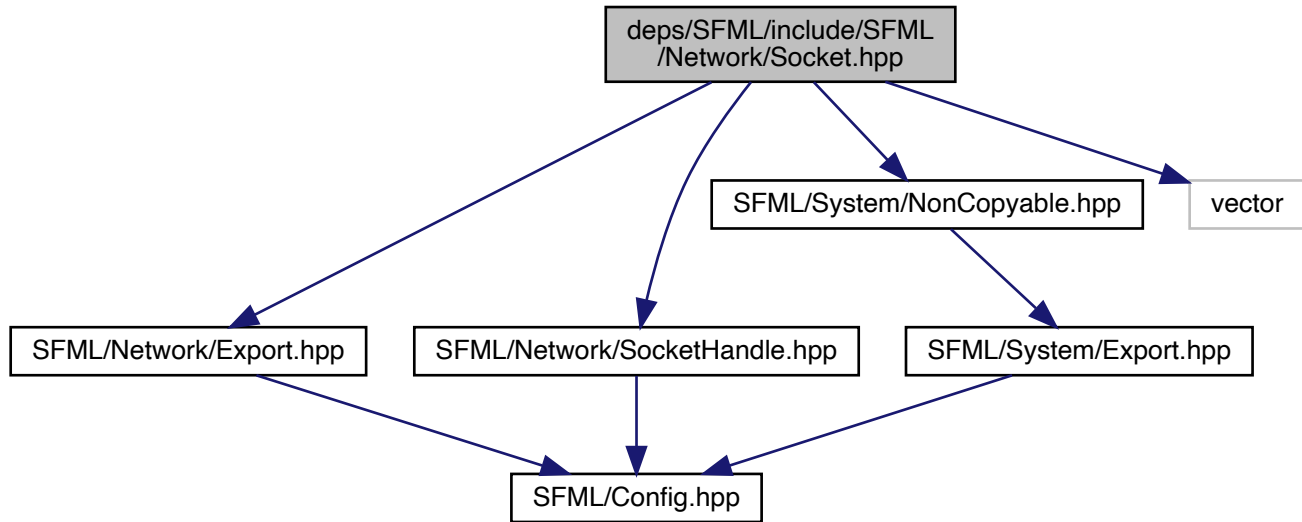 deps/SFML/include/SFML
/Network/Socket.hpp
SFML/System/NonCopyable.hpp
vector
SFML/Network/Export.hpp
SFML/Network/SocketHandle.hpp
SFML/System/Export.hpp
SFML/Config.hpp